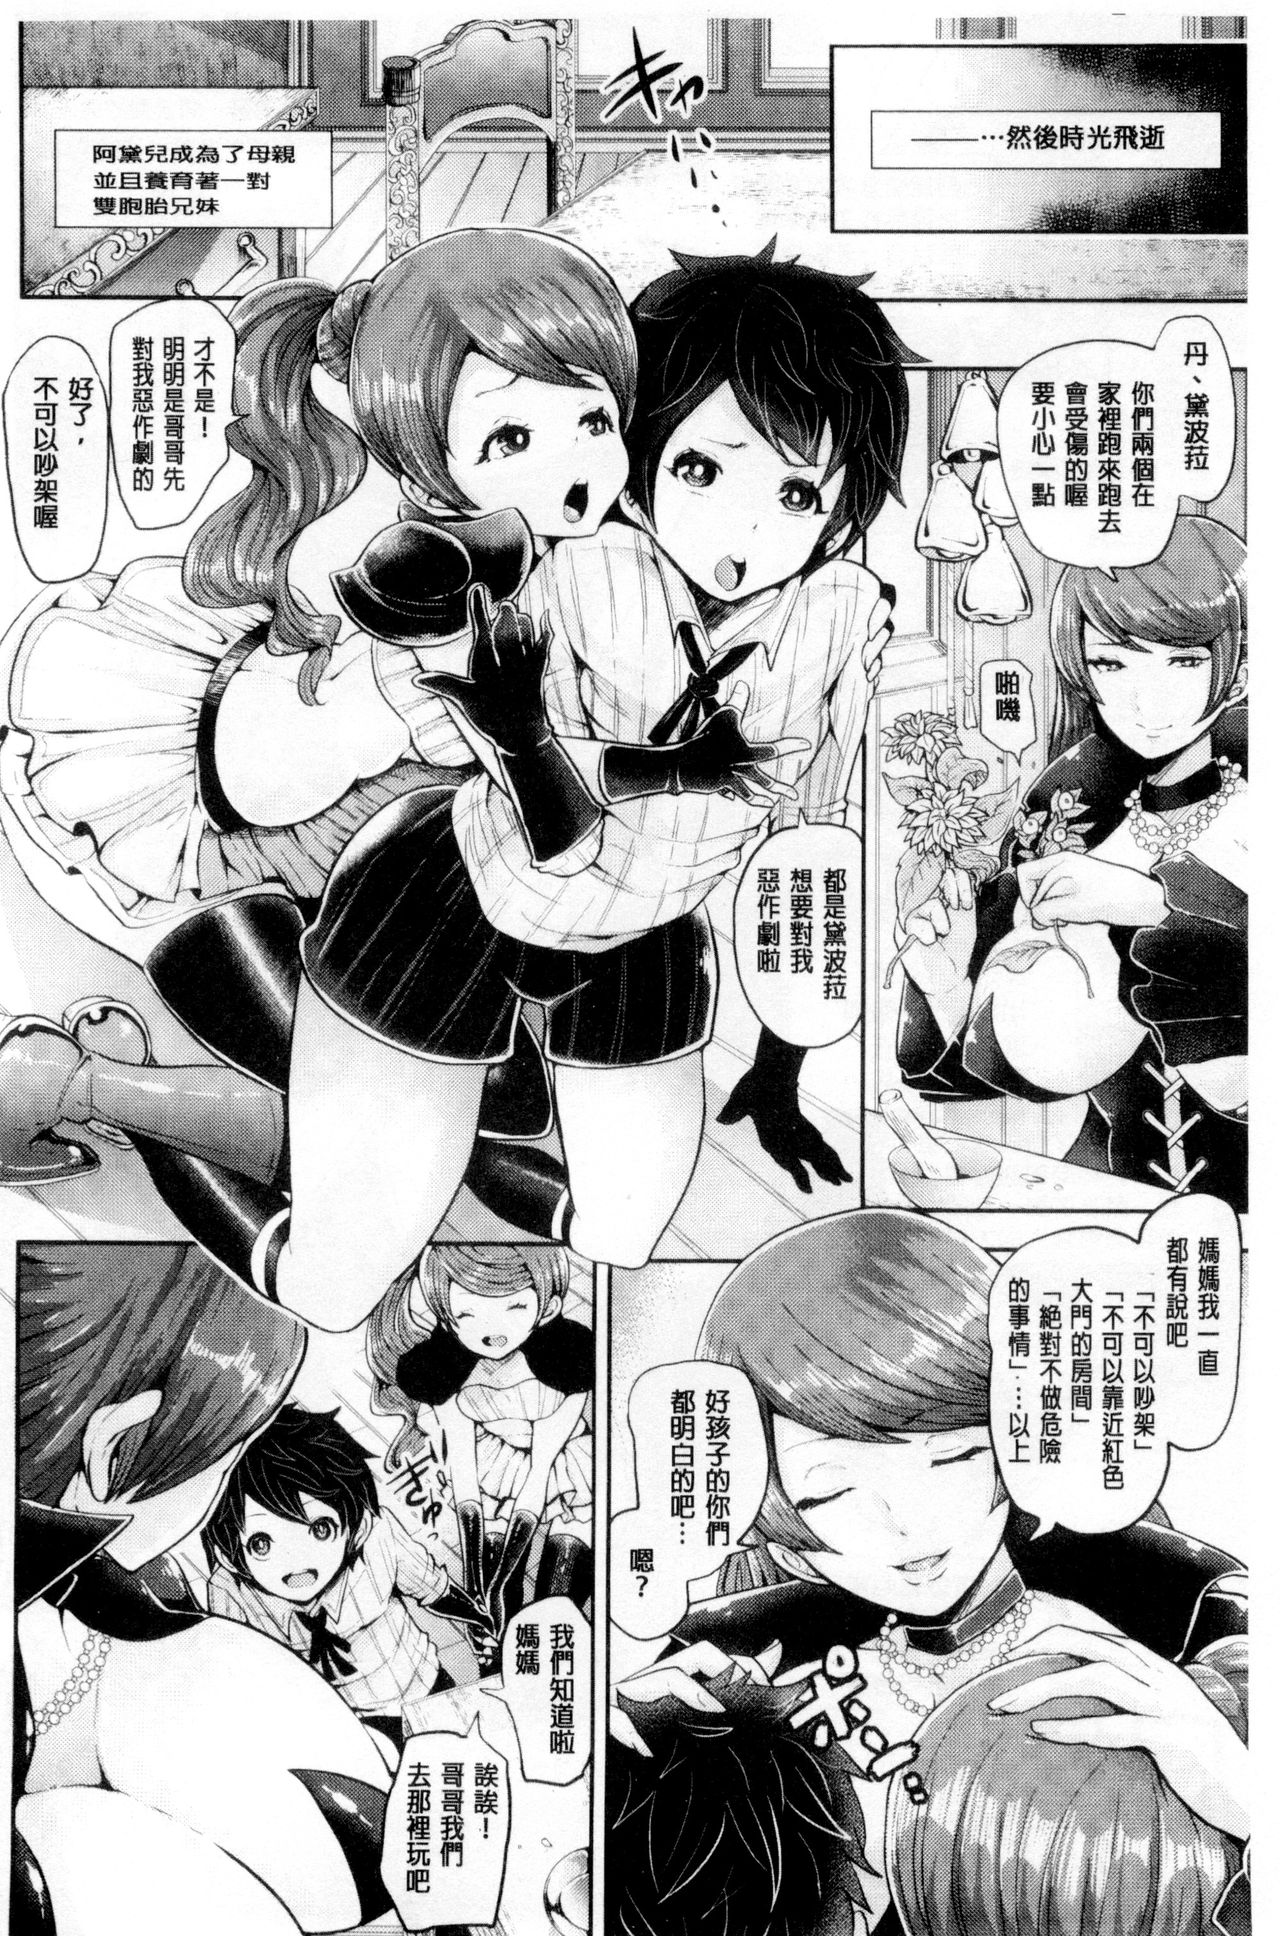 ———…然後時光飛逝
阿黛兒成為了母親
並且養育著一對
雙胞胎兄妹
キャ
丹、黛波菈
你們兩個在
家裡跑來跑去
會受傷的喔
要小心一點
啪嘰
都是黛波菈
想要對我
惡作劇啦
才不是！
明明是哥哥先
對我惡作劇的
好了，
不可以吵架喔
媽媽我一直
都有說吧
「不可以吵架」
「不可以靠近紅色
大門的房間」
「絕對不做危險
的事情」…以上
好孩子的你們
都明白的吧…
嗯？
ポン
ぎゅ
我們知道啦
媽媽
誒誒！
哥哥我們
去那裡玩吧